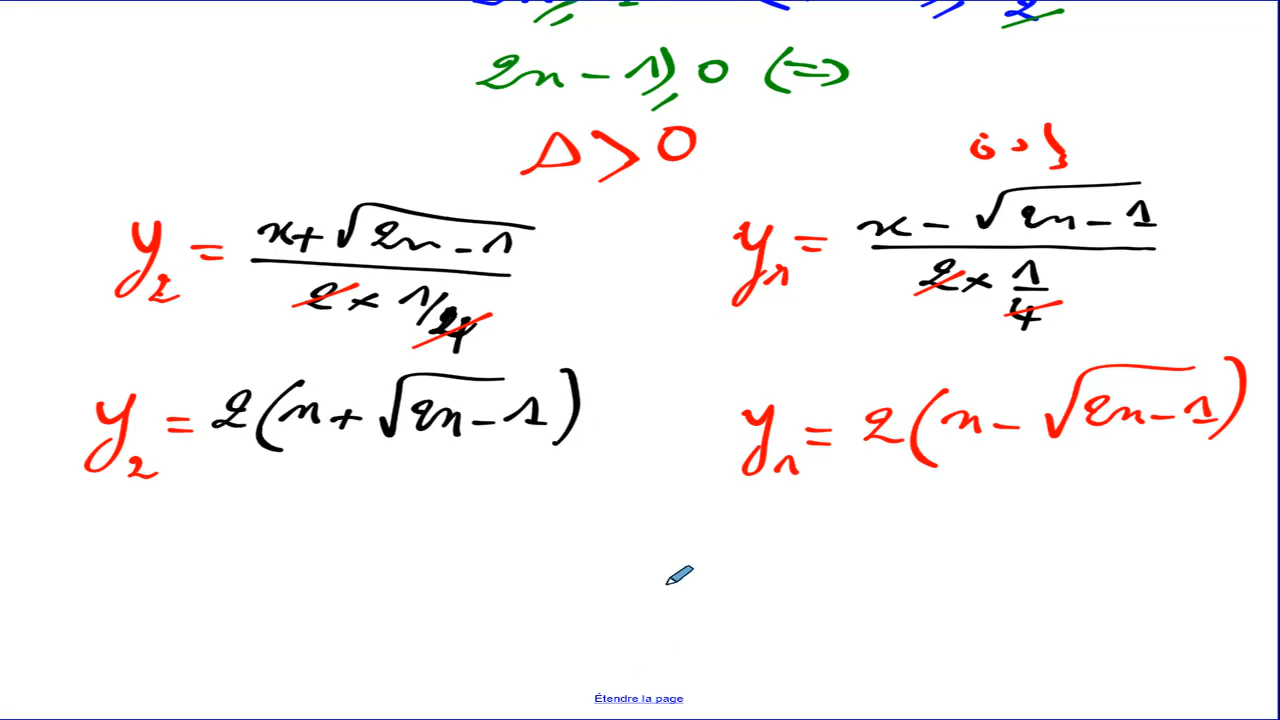 2x - 1 ⩾ 0 (=>
Δ > 0
y₂ = (x + √(2x - 1)) / (2 × 1/4)
y₁ = (x - √(2x - 1)) / (2 × 1/4)
y₂ = 2(x + √(2x - 1))
y₁ = 2(x - √(2x - 1))
Étendre la page